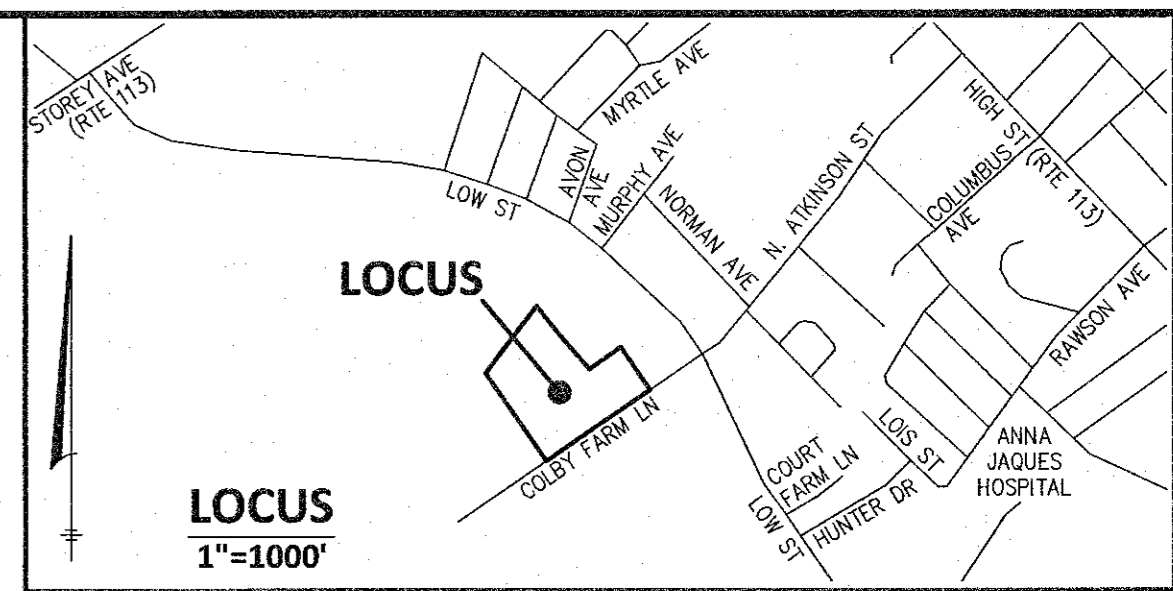 STOREY AVE
(RTE 113)
LOW ST
AVON
AVE
MYRTLE AVE
MURPHY AVE
NORMAN AVE
N. ATKINSON ST
HIGH ST (RTE 113)
COLUMBUS
AVE
RAWSON AVE
LOCUS
COLBY FARM LN
LOIS ST
COURT
FARM LN
HUNTER DR
LOW ST
ANNA
JAQUES
HOSPITAL
LOCUS
1"=1000'